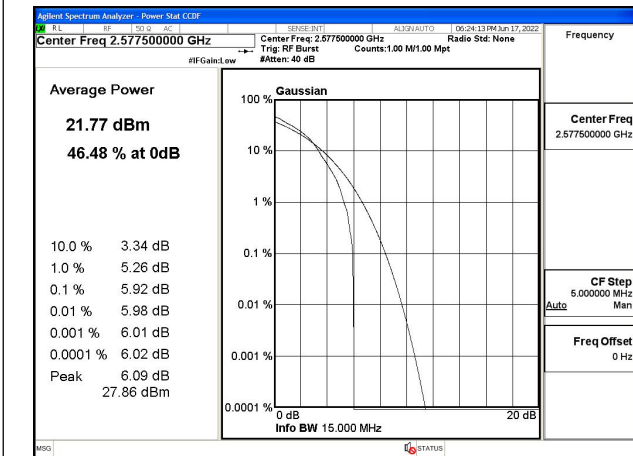 Agilent Spectrum Analyzer - Power Stat CCDF
RL RF 50 Ω AC SENSE:INT ALIGN AUTO 06:24:13 PM Jun 17, 2022
Center Freq 2.577500000 GHz
Center Freq: 2.577500000 GHz Radio Std: None
Trig: RF Burst Counts:1.00 M/1.00 Mpt
#IFGain:Low #Atten: 40 dB
Frequency
Average Power
21.77 dBm
46.48 % at 0dB
10.0 % 3.34 dB
1.0 % 5.26 dB
0.1 % 5.92 dB
0.01 % 5.98 dB
0.001 % 6.01 dB
0.0001 % 6.02 dB
Peak 6.09 dB
27.86 dBm
Gaussian
100 %
10 %
1 %
0.1 %
0.01 %
0.001 %
0.0001 %
0 dB 20 dB
Info BW 15.000 MHz
Center Freq
2.577500000 GHz
CF Step
5.000000 MHz
Auto Man
Freq Offset
0 Hz
MSG STATUS